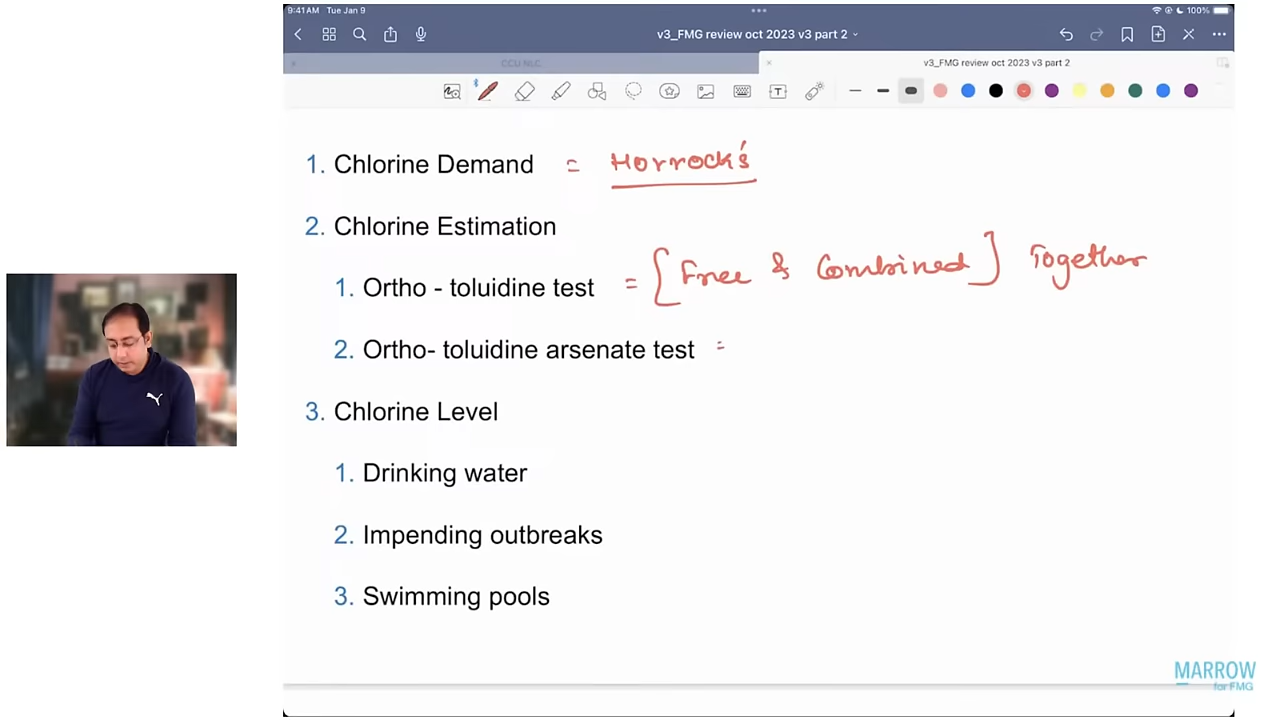 9:41 AM Tue Jan 9
100%
v3_FMG review oct 2023 v3 part 2
CCU NLC
v3_FMG review oct 2023 v3 part 2
1. Chlorine Demand = Horrock's
2. Chlorine Estimation
1. Ortho - toluidine test = [Free & Combined] Together
2. Ortho- toluidine arsenate test =
3. Chlorine Level
1. Drinking water
2. Impending outbreaks
3. Swimming pools
MARROW
for FMG